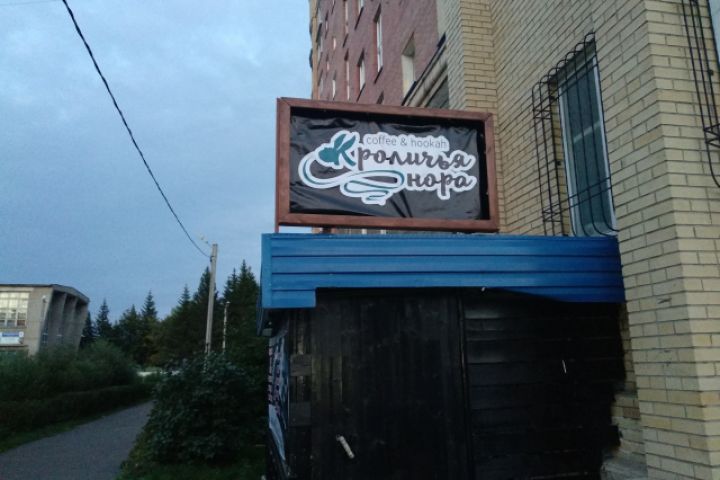 coffee & hookah
Кроличья
нора